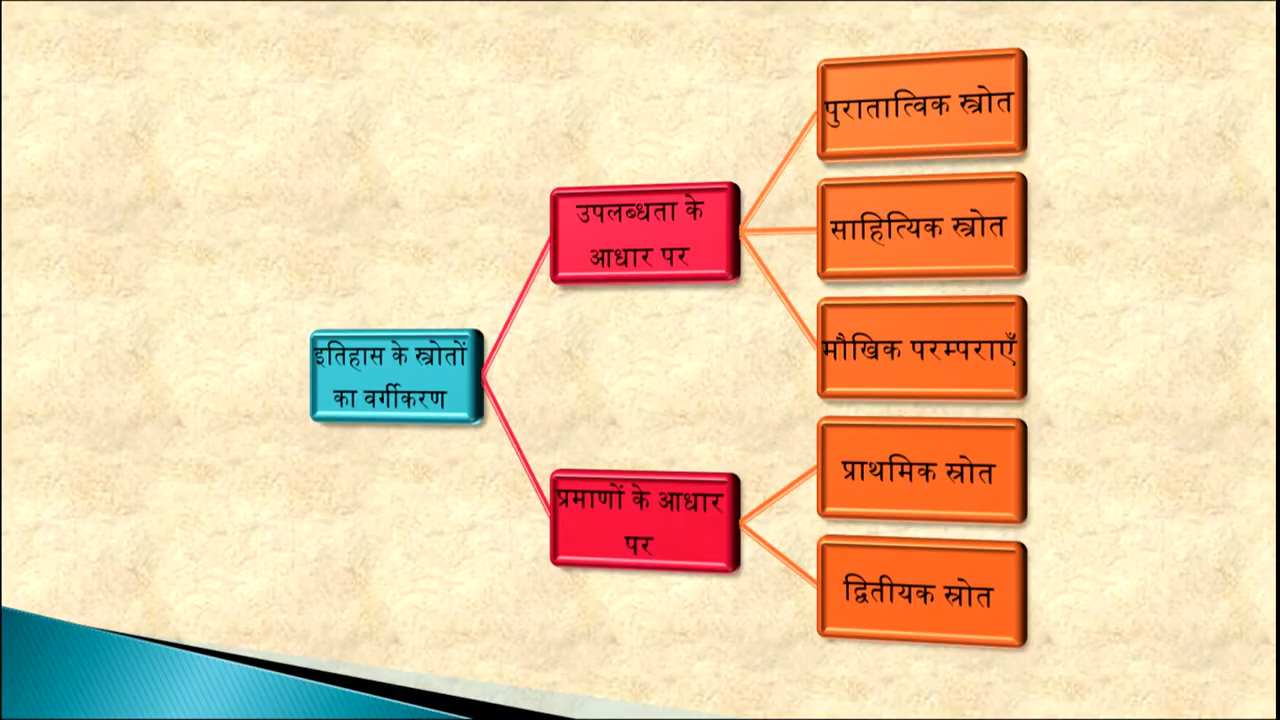 इतिहास के स्त्रोतों
का वर्गीकरण
उपलब्धता के
आधार पर
पुरातात्विक स्त्रोत
साहित्यिक स्त्रोत
मौखिक परम्पराएँ
प्रमाणों के आधार
पर
प्राथमिक स्रोत
द्वितीयक स्रोत